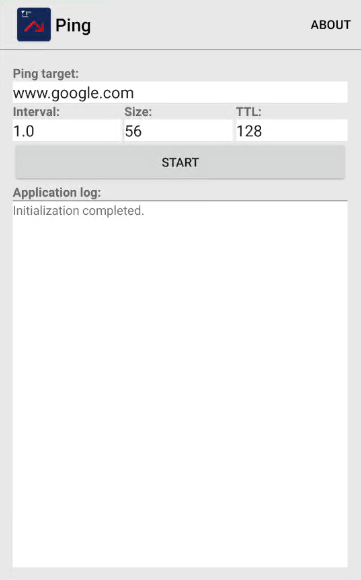 Ping ABOUT
Ping target:
www.google.com
Interval: Size: TTL:
1.0 56 128
START
Application log:
Initialization completed.